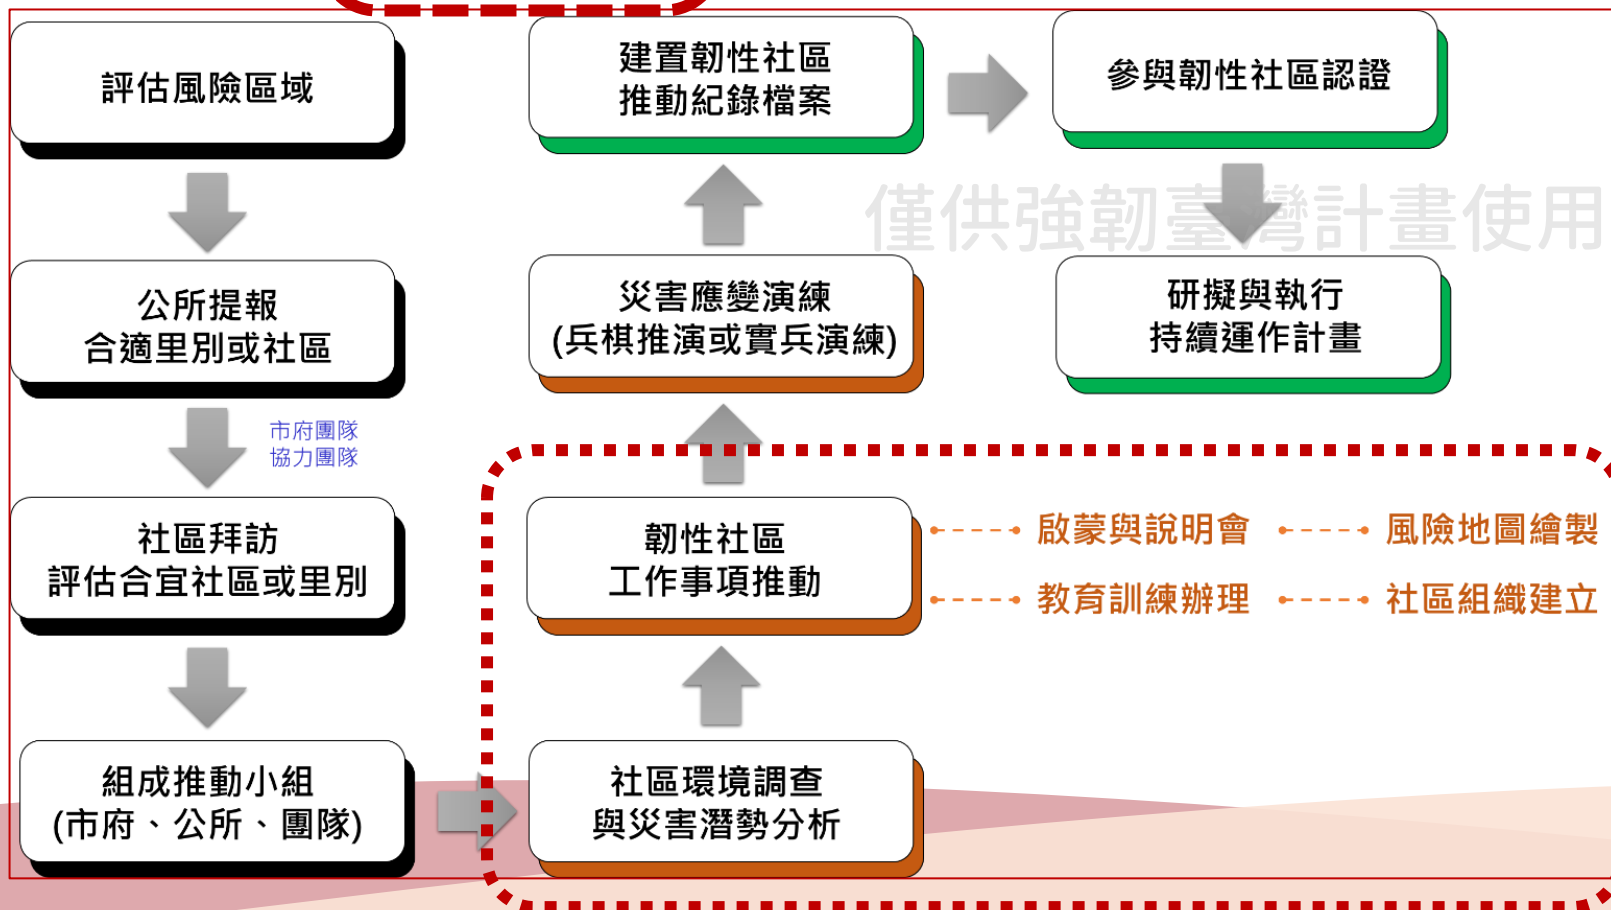 評估風險區域
公所提報
合適里別或社區
市府團隊
協力團隊
社區拜訪
評估合宜社區或里別
組成推動小組
(市府、公所、團隊)
社區環境調查
與災害潛勢分析
韌性社區
工作事項推動
啟蒙與說明會
風險地圖繪製
教育訓練辦理
社區組織建立
災害應變演練
(兵棋推演或實兵演練)
建置韌性社區
推動紀錄檔案
參與韌性社區認證
研擬與執行
持續運作計畫
僅供強韌臺灣計畫使用